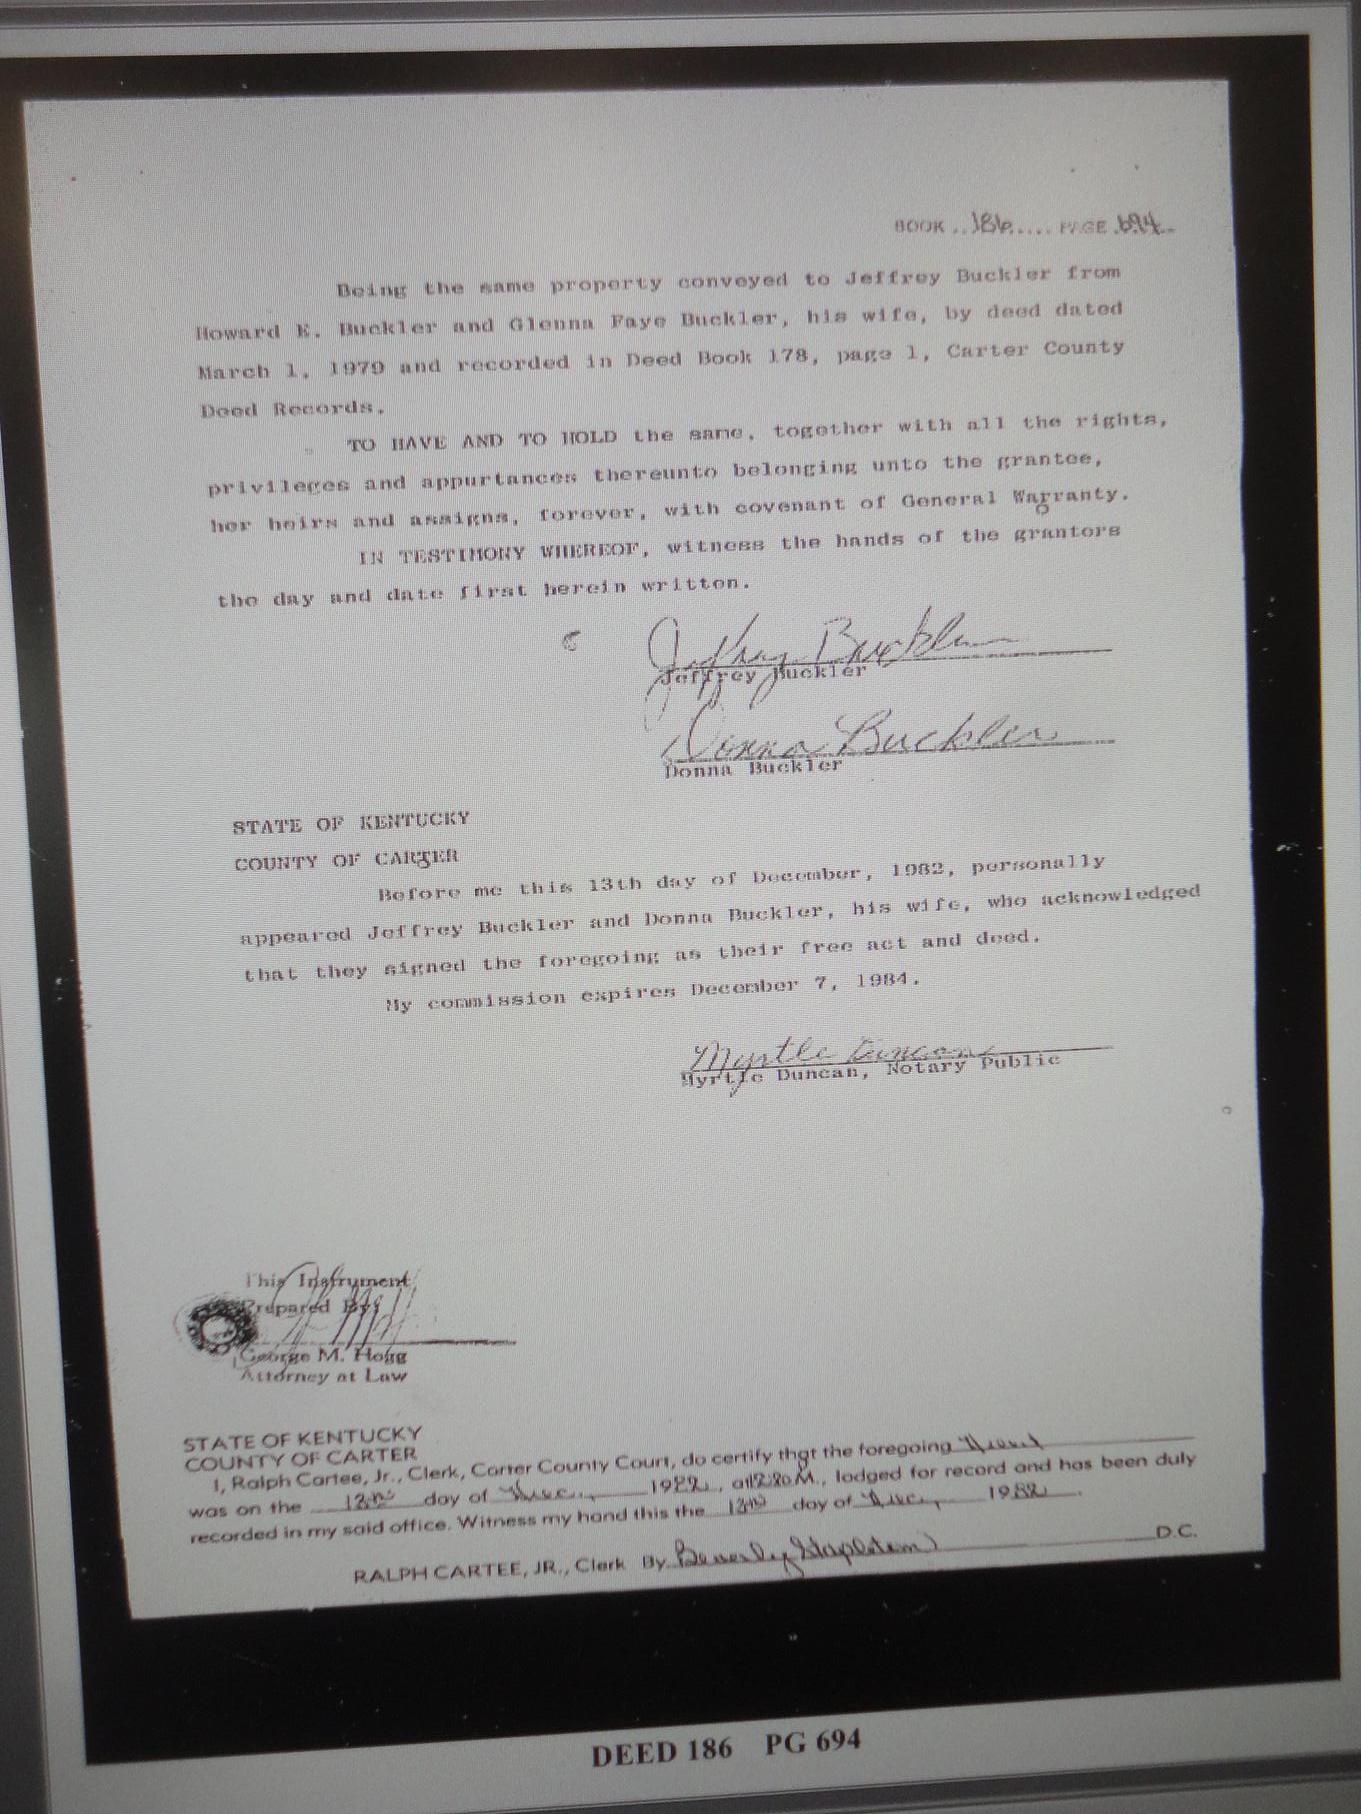 BOOK ..186..... PAGE .694..
Being the same property conveyed to Jeffrey Buckler from
Howard E. Buckler and Glenna Faye Buckler, his wife, by deed dated
March 1, 1979 and recorded in Deed Book 178, page 1, Carter County
Deed Records.
TO HAVE AND TO HOLD the same, together with all the rights,
privileges and appurtances thereunto belonging unto the grantee,
her heirs and assigns, forever, with covenant of General Warranty.
IN TESTIMONY WHEREOF, witness the hands of the grantors
the day and date first herein written.
Jeffrey Buckler
Jeffrey Buckler
Donna Buckler
Donna Buckler
STATE OF KENTUCKY
COUNTY OF CARTER
Before me this 13th day of December, 1982, personally
appeared Jeffrey Buckler and Donna Buckler, his wife, who acknowledged
that they signed the foregoing as their free act and deed.
My commission expires December 7, 1984.
Myrtle Duncan
Myrtle Duncan, Notary Public
This Instrument
Prepared By:
George M. Hogg
Attorney at Law
STATE OF KENTUCKY
COUNTY OF CARTER
I, Ralph Cartee, Jr., Clerk, Carter County Court, do certify that the foregoing Deed
was on the day of Dec. 1982, at M., lodged for record and has been duly
recorded in my said office. Witness my hand this the day of Dec. 1982.
RALPH CARTEE, JR., Clerk By Beverly Stapleton D.C.
DEED 186 PG 694